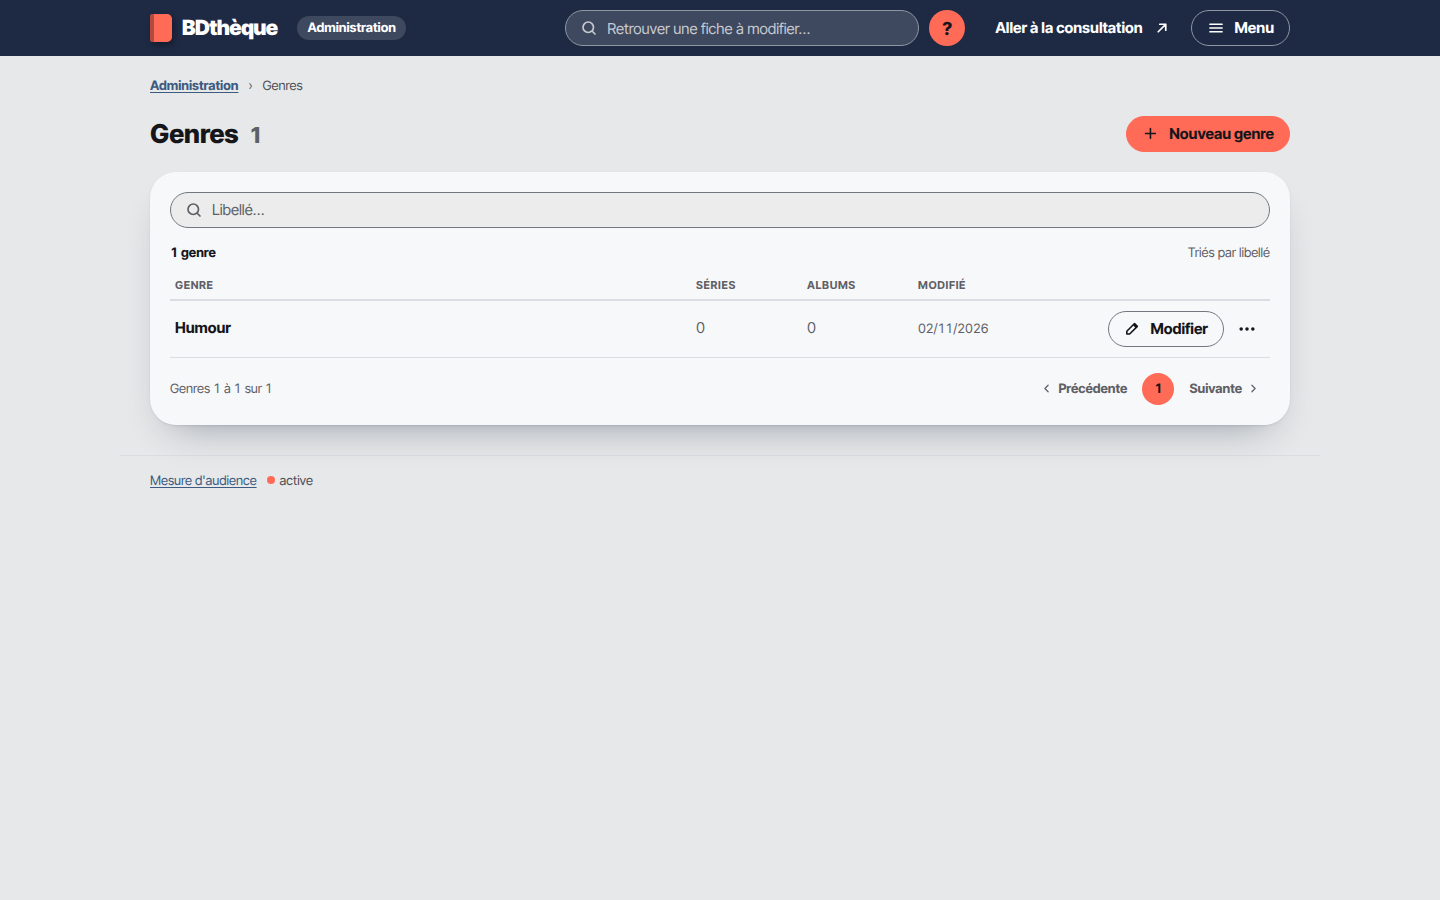 BDthèque Administration Retrouver une fiche à modifier... ? Aller à la consultation Menu
Administration › Genres
Genres 1 Nouveau genre
Libellé...
1 genre Triés par libellé
GENRE SÉRIES ALBUMS MODIFIÉ
Humour 0 0 02/11/2026 Modifier
Genres 1 à 1 sur 1 Précédente 1 Suivante
Mesure d'audience active